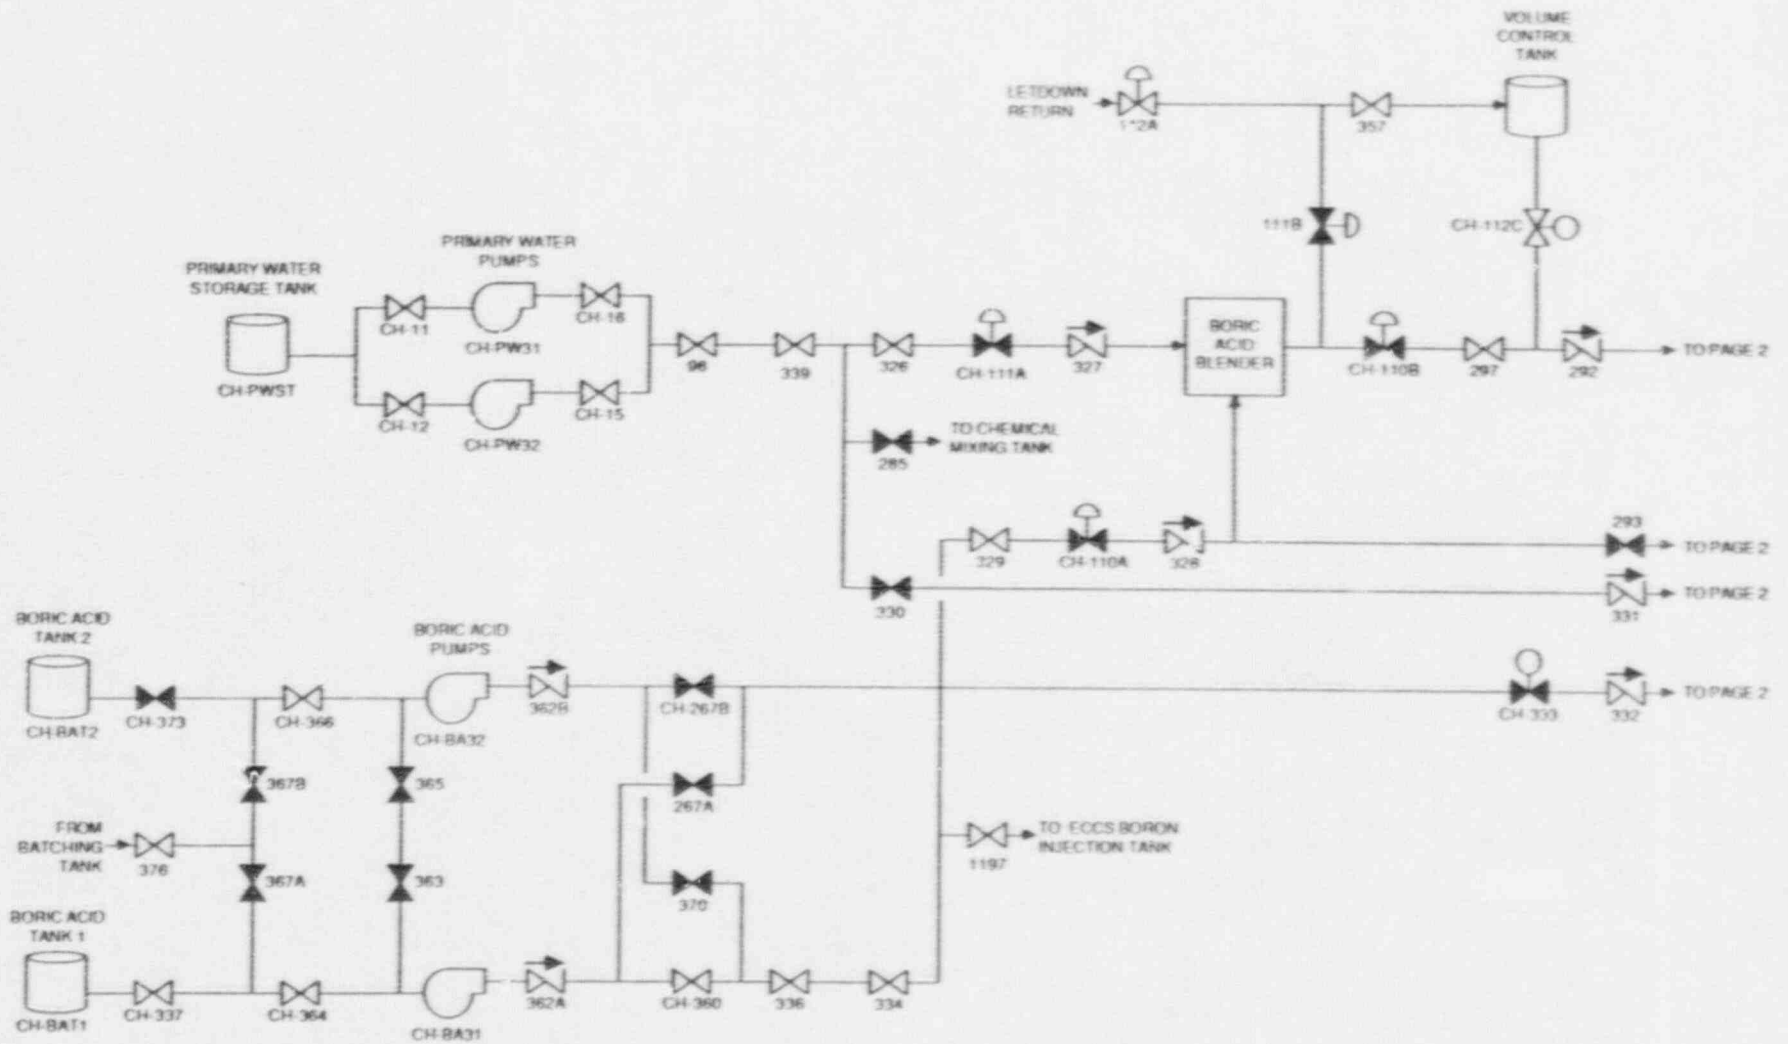 VOLUME
CONTROL
TANK
LETDOWN
RETURN
112A
357
111B
CH-112C
PRIMARY WATER
PUMPS
PRIMARY WATER
STORAGE TANK
CH-PWST
CH-11
CH-PW31
CH-16
CH-12
CH-PW32
CH-15
96
339
326
CH-111A
327
BORIC
ACID
BLENDER
CH-110B
297
292
TO PAGE 2
285
TO CHEMICAL
MIXING TANK
329
CH-110A
328
293
TO PAGE 2
330
331
TO PAGE 2
BORIC ACID
TANK 2
CH-BAT2
CH-373
CH-366
BORIC ACID
PUMPS
CH-BA32
362B
CH-267B
CH-333
332
TO PAGE 2
367B
365
267A
FROM
BATCHING
TANK
376
367A
363
370
1197
TO ECCS BORON
INJECTION TANK
BORIC ACID
TANK 1
CH-BAT1
CH-337
CH-364
CH-BA31
362A
CH-360
336
334